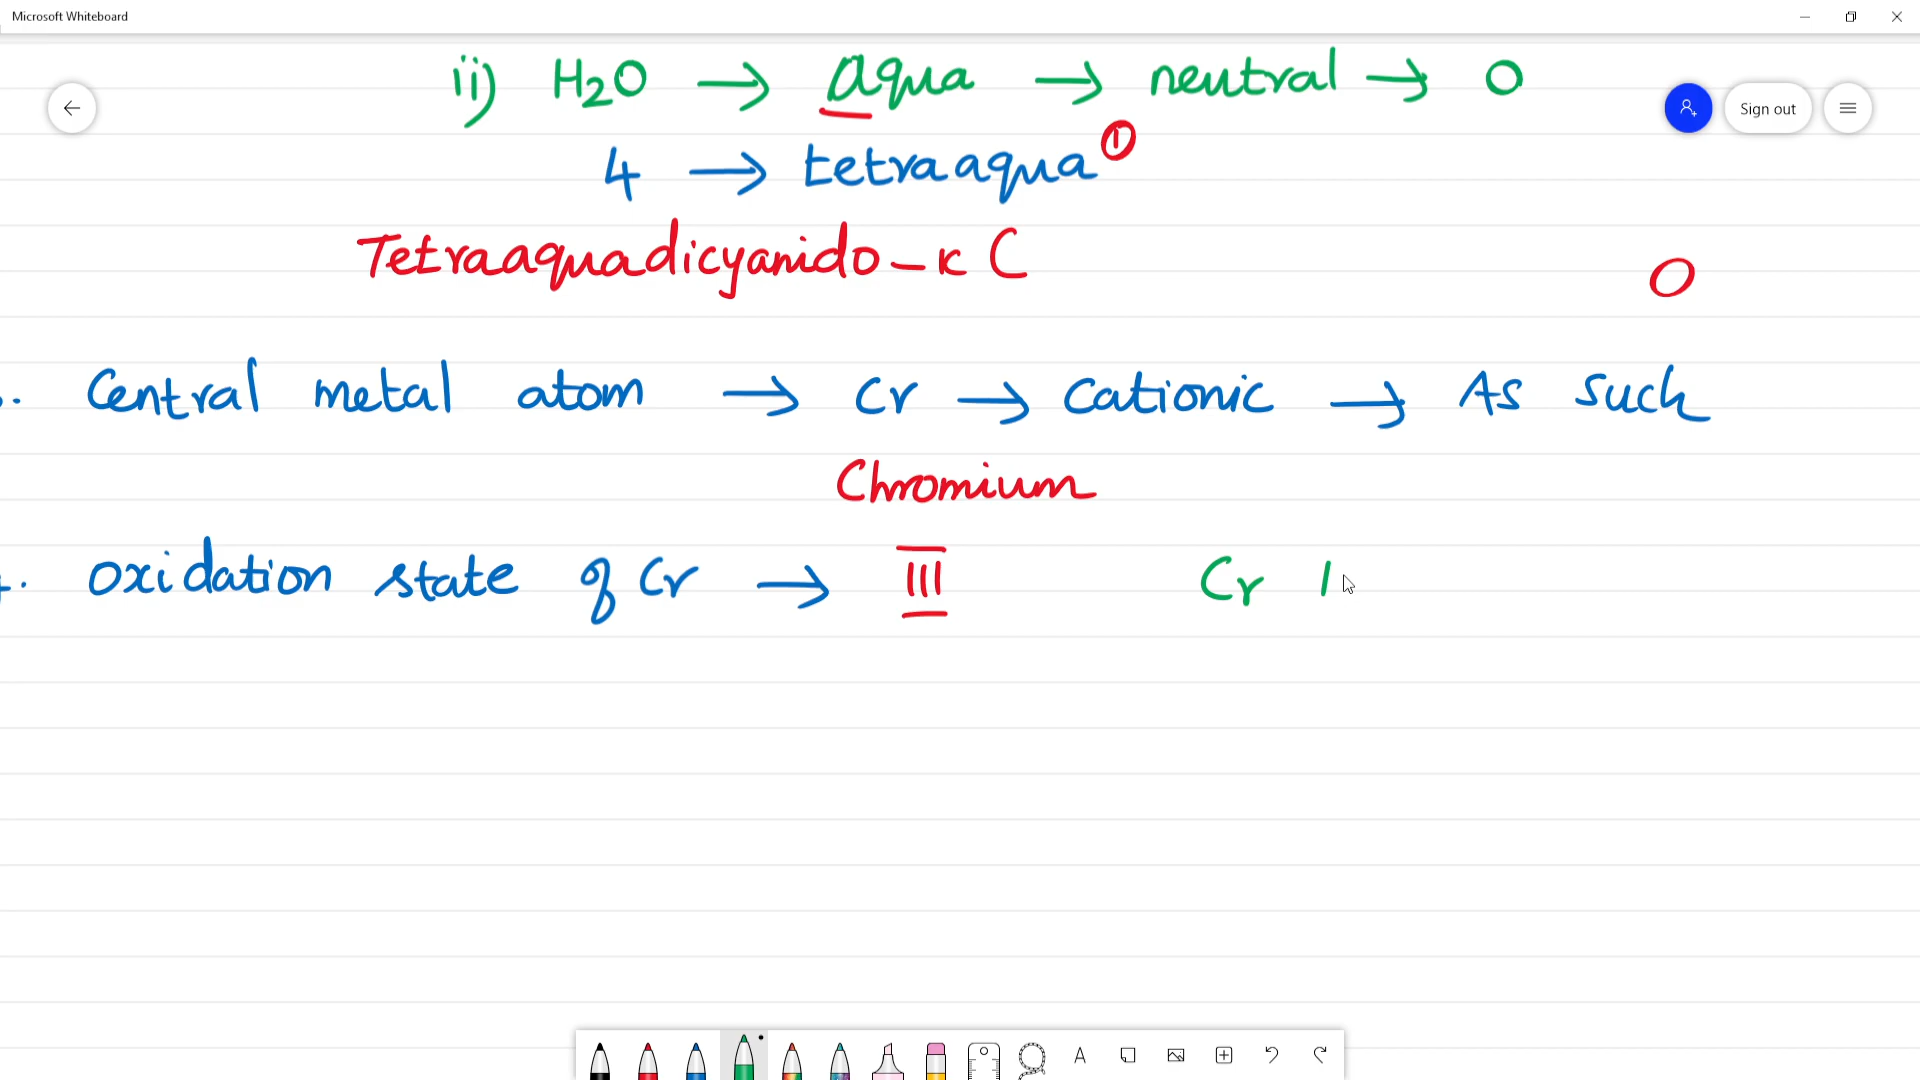 Microsoft Whiteboard
ii) H2O → aqua → neutral → 0
Sign out
4 → tetraaqua ①
Tetraaquadicyanido-κ C
0
. Central metal atom → Cr → Cationic → As such
Chromium
. Oxidation state of Cr → III Cr
A